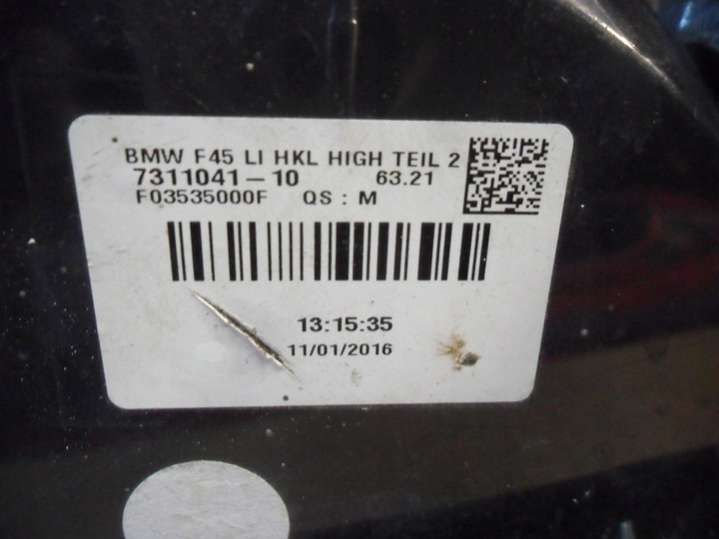 BMW F45 LI HKL HIGH TEIL 2
7311041-10 63.21
F03535000F QS : M
13:15:35
11/01/2016